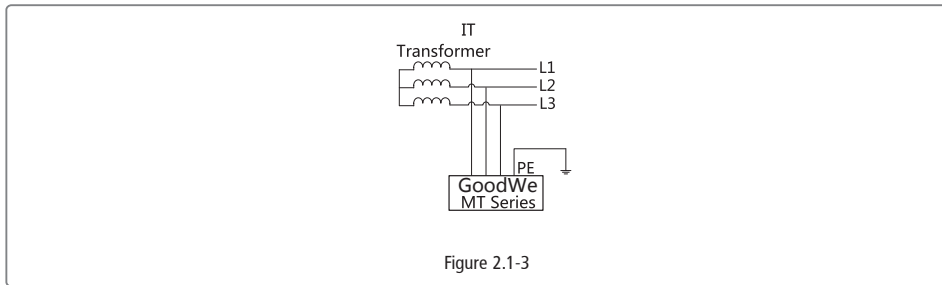 IT
Transformer
L1
L2
L3
PE
GoodWe
MT Series
Figure 2.1-3